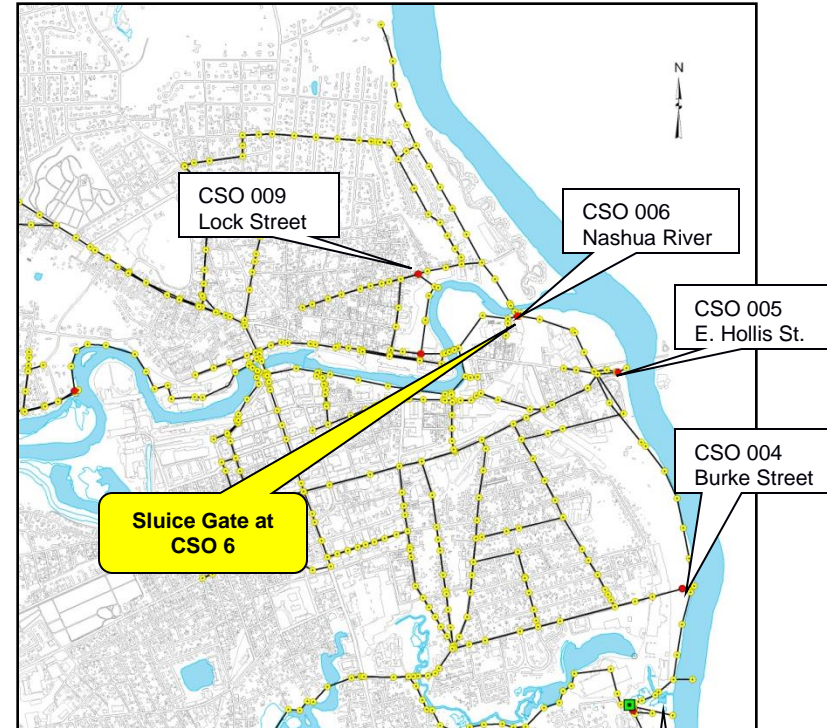 N
CSO 009
Lock Street
CSO 006
Nashua River
CSO 005
E. Hollis St.
CSO 004
Burke Street
Sluice Gate at
CSO 6